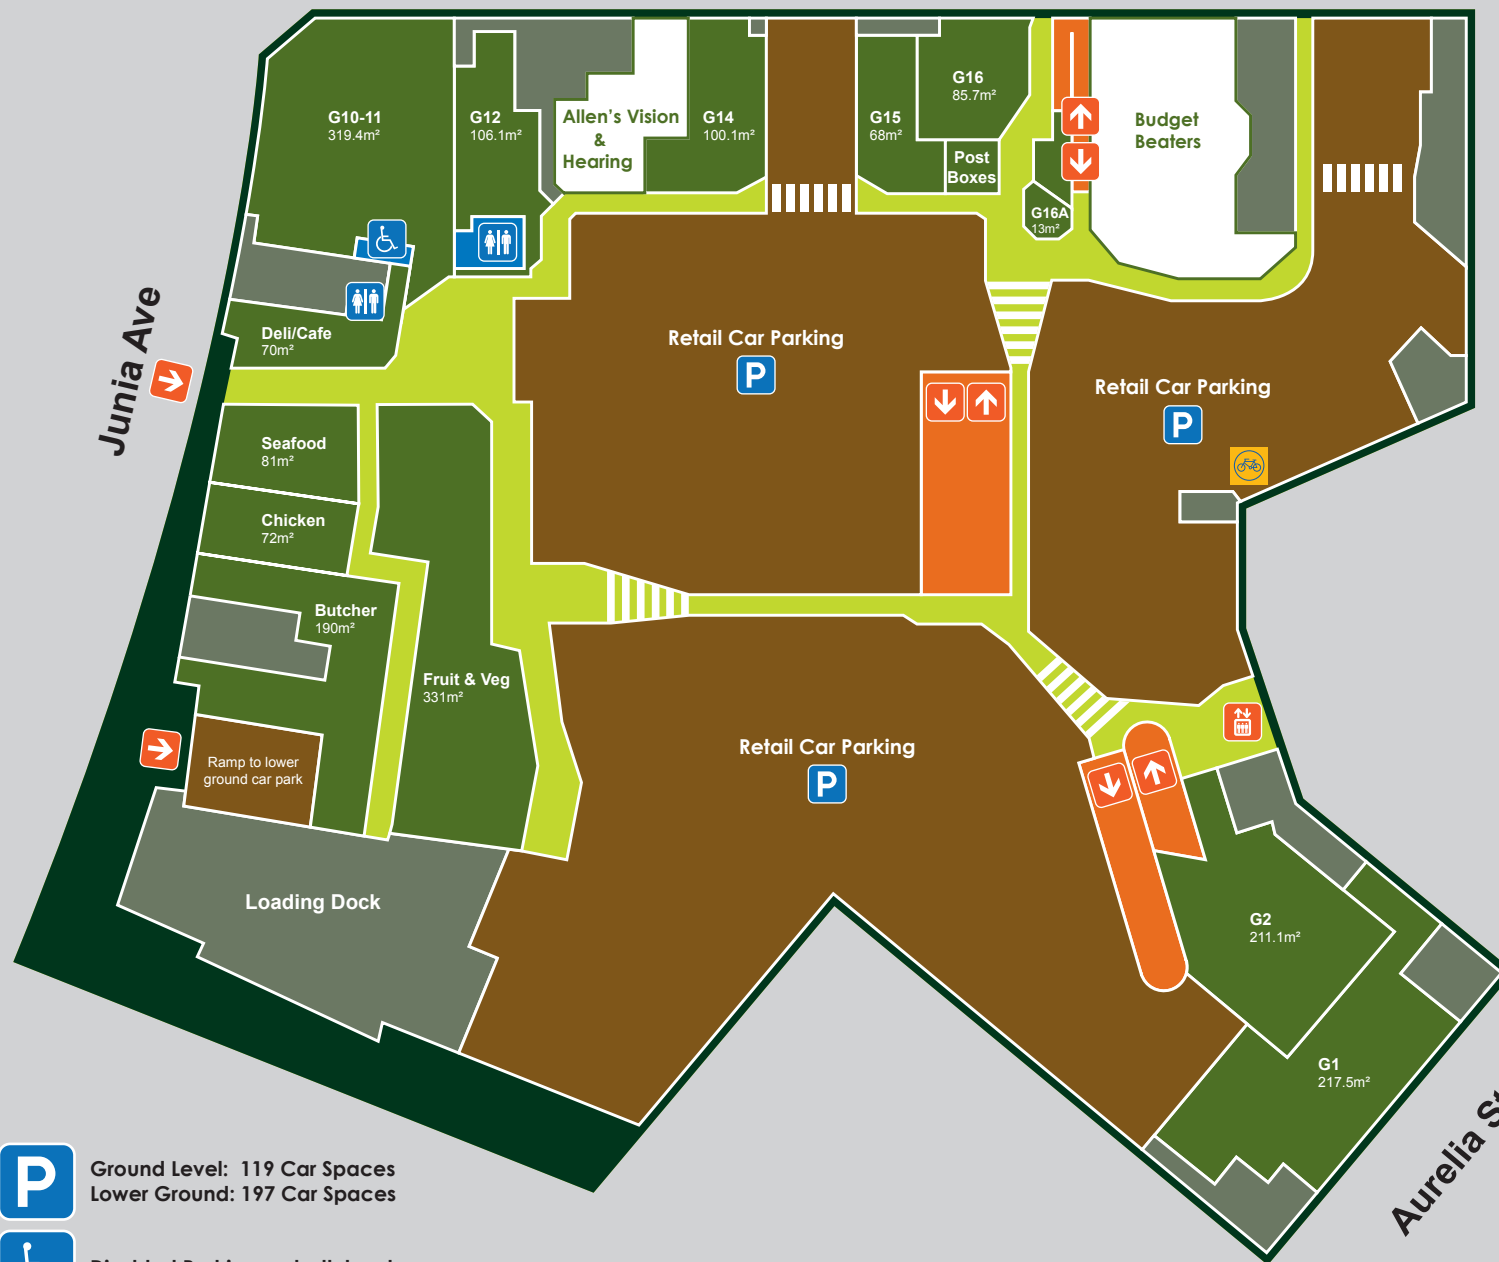 G10-11
319.4m²
G12
106.1m²
Allen's Vision
&
Hearing
G14
100.1m²
G15
68m²
G16
85.7m²
Post
Boxes
G16A
13m²
Budget
Beaters
Deli/Cafe
70m²
Junia Ave
Retail Car Parking
P
Retail Car Parking
P
Seafood
81m²
Chicken
72m²
Butcher
190m²
Fruit & Veg
331m²
Ramp to lower
ground car park
Retail Car Parking
P
Loading Dock
G2
211.1m²
G1
217.5m²
Aurelia St
P
Ground Level: 119 Car Spaces
Lower Ground: 197 Car Spaces